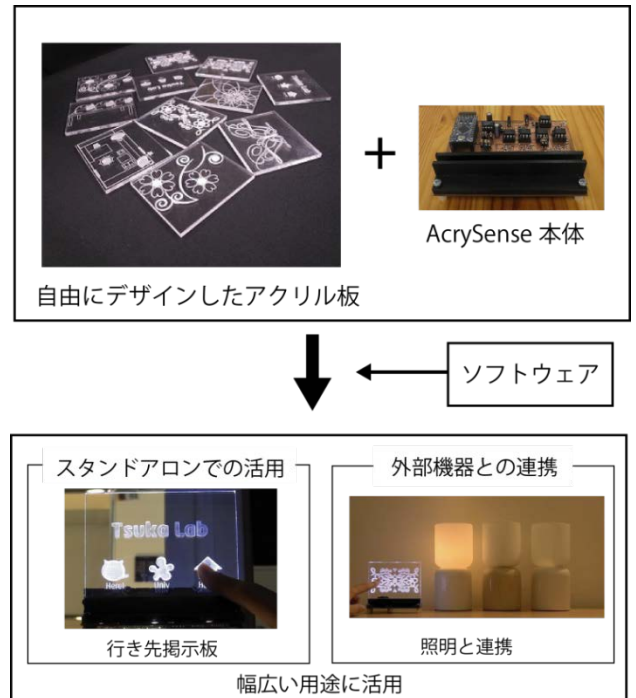 Tsuka Lab
+
AcrySense 本体
自由にデザインしたアクリル板
ソフトウェア
スタンドアロンでの活用
外部機器との連携
Tsuka Lab
Univ
行き先掲示板
照明と連携
幅広い用途に活用